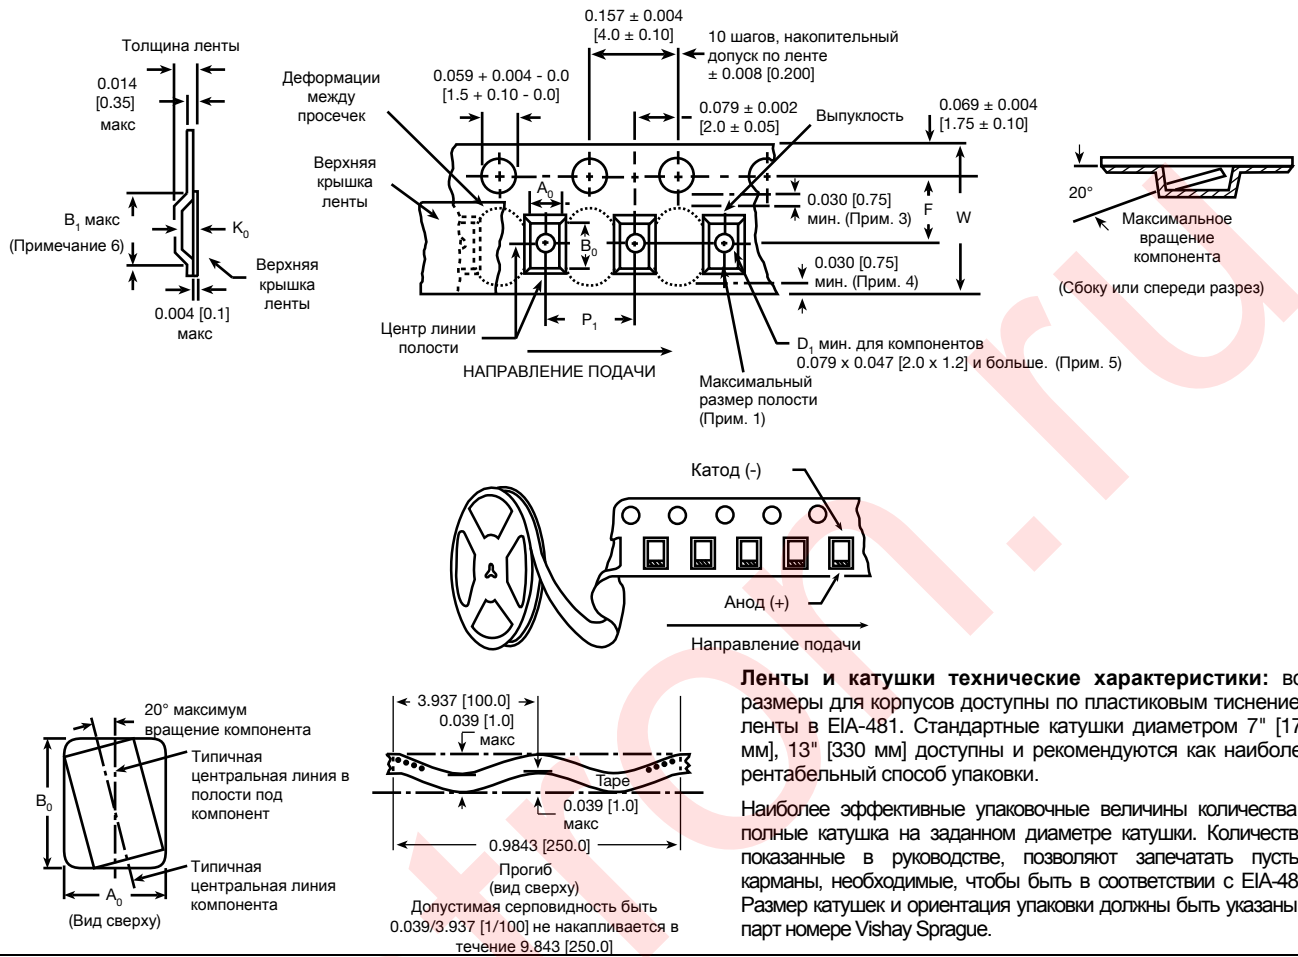 0.157 ± 0.004
[4.0 ± 0.10]
10 шагов, накопительный
допуск по ленте
± 0.008 [0.200]
Толщина ленты
0.014
[0.35]
макс
Деформации
между
просечек
0.059 + 0.004 - 0.0
[1.5 + 0.10 - 0.0]
0.079 ± 0.002
[2.0 ± 0.05]
Выпуклость
0.069 ± 0.004
[1.75 ± 0.10]
Верхняя
крышка
ленты
A0
B0
0.030 [0.75]
мин. (Прим. 3)
F
W
20°
Максимальное
вращение
компонента
(Сбоку или спереди разрез)
B1 макс
(Примечание 6)
K0
Верхняя
крышка
ленты
0.004 [0.1]
макс
0.030 [0.75]
мин. (Прим. 4)
Центр линии
полости
P1
НАПРАВЛЕНИЕ ПОДАЧИ
D1 мин. для компонентов
0.079 x 0.047 [2.0 x 1.2] и больше. (Прим. 5)
Максимальный
размер полости
(Прим. 1)
Катод (-)
Анод (+)
Направление подачи
20° максимум
вращение компонента
Типичная
центральная линия в
полости под
компонент
B0
Типичная
центральная линия
компонента
A0
(Вид сверху)
3.937 [100.0]
0.039 [1.0]
макс
Tape
0.039 [1.0]
макс
0.9843 [250.0]
Прогиб
(вид сверху)
Допустимая серповидность быть
0.039/3.937 [1/100] не накапливается в
течение 9.843 [250.0]
Ленты и катушки технические характеристики: вс
размеры для корпусов доступны по пластиковым тиснение
ленты в EIA-481. Стандартные катушки диаметром 7" [17
мм], 13" [330 мм] доступны и рекомендуются как наиболе
рентабельный способ упаковки.
Наиболее эффективные упаковочные величины количества
полные катушка на заданном диаметре катушки. Количеств
показанные в руководстве, позволяют запечатать пусть
карманы, необходимые, чтобы быть в соответствии с EIA-48
Размер катушек и ориентация упаковки должны быть указаны
парт номере Vishay Sprague.
tron.ru